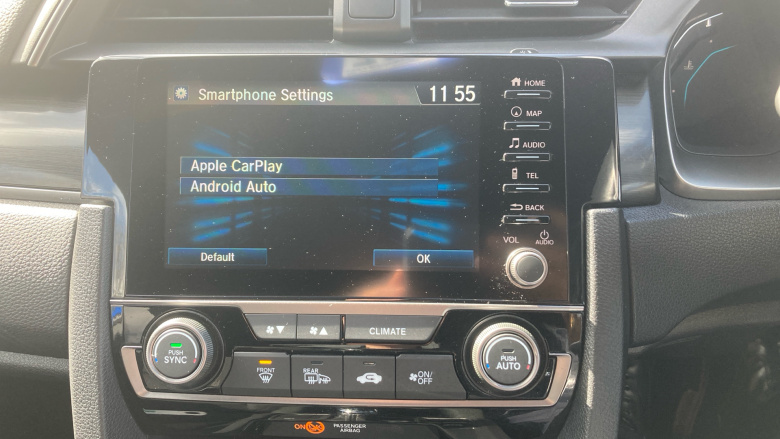 Smartphone Settings 11 55
Apple CarPlay
Android Auto
Default OK
HOME
MAP
AUDIO
TEL
BACK
VOL AUDIO
CLIMATE
PUSH SYNC
FRONT
REAR
ON/OFF
PUSH AUTO
ON
PASSENGER AIRBAG